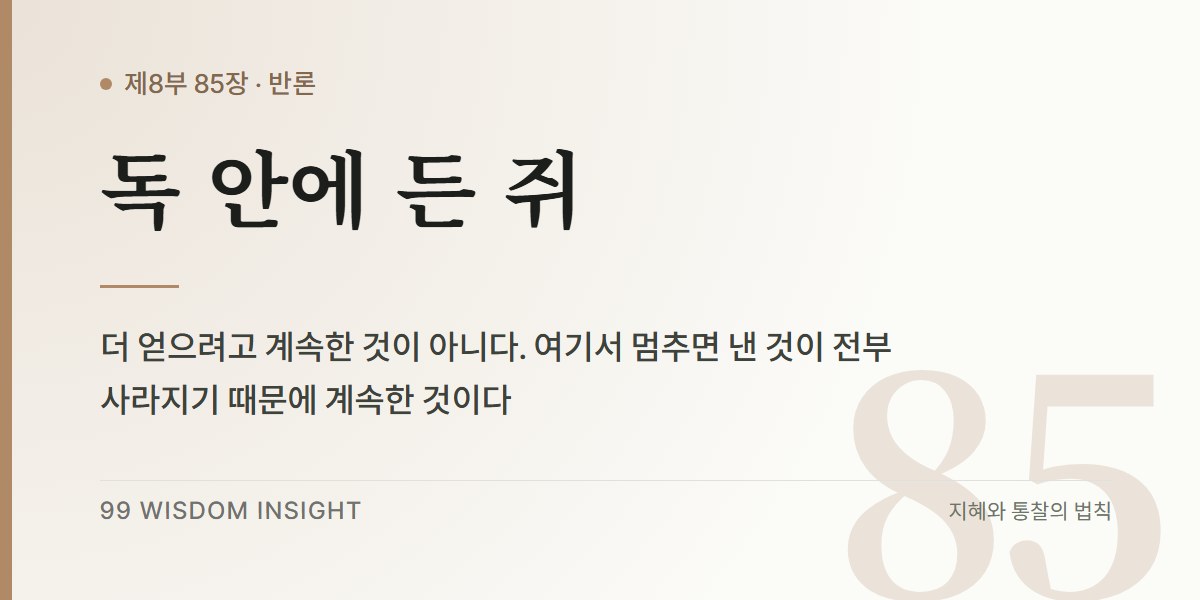 제8부 85장 · 반론
독 안에 든 쥐
더 얻으려고 계속한 것이 아니다. 여기서 멈추면 낸 것이 전부
사라지기 때문에 계속한 것이다
85
99 WISDOM INSIGHT
지혜와 통찰의 법칙